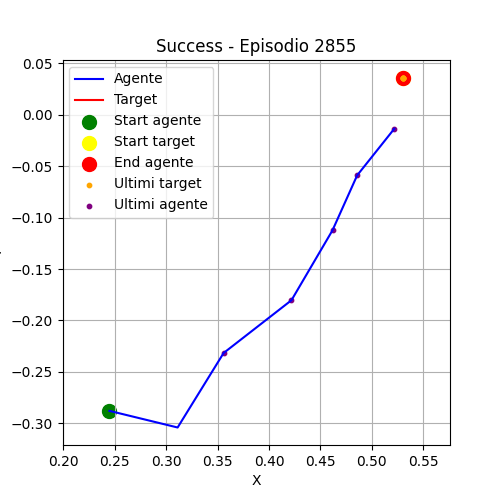 Success - Episodio 2855
Agente
Target
Start agente
Start target
End agente
Ultimi target
Ultimi agente
0.05
0.00
−0.05
−0.10
−0.15
−0.20
−0.25
−0.30
0.20 0.25 0.30 0.35 0.40 0.45 0.50 0.55
X